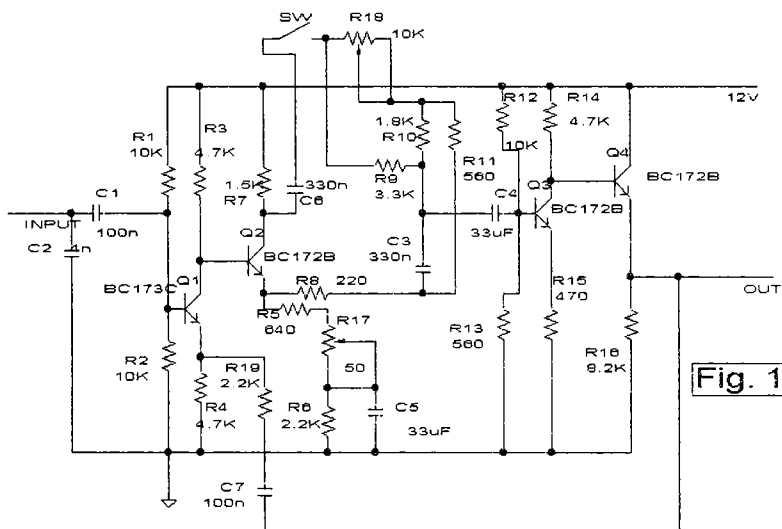 SW
R18
10K
R12
R14
12V
R1
10K
R3
4.7K
1.8K
R10
10K
4.7K
Q4
R11
560
1.5K
R7
330n
C6
R9
3.3K
C4
Q3
BC172B
BC172B
C1
INPUT
100n
C2
4n
Q2
BC172B
C3
330n
33uF
BC173C
Q1
R8
220
R15
470
OUT
R5
640
R17
R2
10K
R19
2.2K
50
R13
560
R16
8.2K
R4
4.7K
R6
2.2K
C5
33uF
Fig. 1
C7
100n